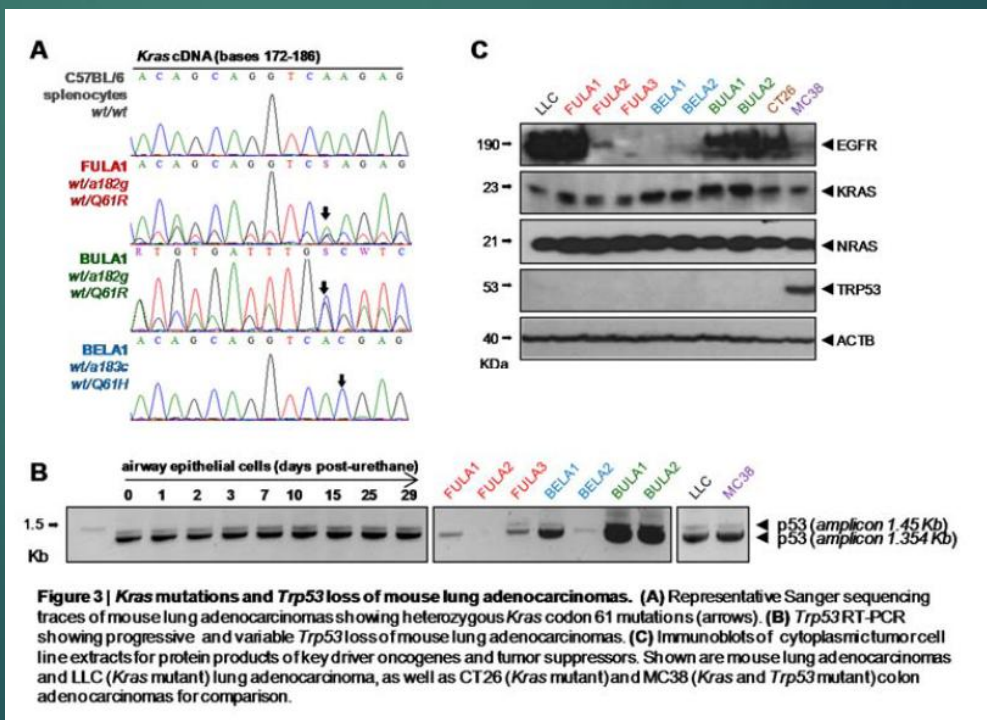 A
Kras cDNA (bases 172-186)
C57BL/6
splenocytes
wt/wt
A C A G C A G G T C A A G A G
FULA1
wt/a182g
wt/Q61R
A C A G C A G G T C S A G A G
BULA1
wt/a182g
wt/Q61R
R T G T G A T T T G S C W T C
BELA1
wt/a183c
wt/Q61H
A C A G C A G G T C A C G A G
C
LLC
FULA1
FULA2
FULA3
BELA1
BELA2
BULA1
BULA2
CT26
MC38
190
EGFR
23
KRAS
21
NRAS
53
TRP53
40
ACTB
KDa
B
airway epithelial cells (days post-urethane)
0 1 2 3 7 10 15 25 29
FULA1
FULA2
FULA3
BELA1
BELA2
BULA1
BULA2
LLC
MC38
1.5
Kb
p53 (amplicon 1.45 Kb)
p53 (amplicon 1.354 Kb)
Figure 3 | Kras mutations and Trp53 loss of mouse lung adenocarcinomas. (A) Representative Sanger sequencing
traces of mouse lung adenocarcinomas showing heterozygous Kras codon 61 mutations (arrows). (B) Trp53 RT-PCR
showing progressive and variable Trp53 loss of mouse lung adenocarcinomas. (C) Immunoblots of cytoplasmic tumor cell
line extracts for protein products of key driver oncogenes and tumor suppressors. Shown are mouse lung adenocarcinomas
and LLC (Kras mutant) lung adenocarcinoma, as well as CT26 (Kras mutant) and MC38 (Kras and Trp53 mutant) colon
adenocarcinomas for comparison.